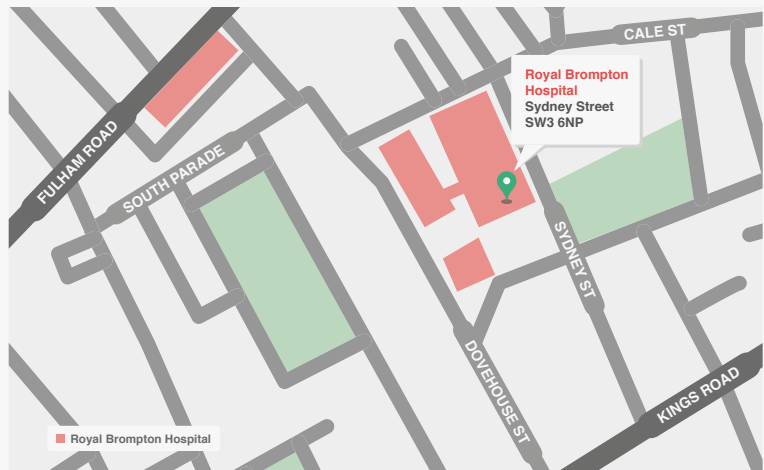 CALE ST
Royal Brompton
Hospital
Sydney Street
SW3 6NP
FULHAM ROAD
SOUTH PARADE
SYDNEY ST
DOVEHOUSE ST
KINGS ROAD
Royal Brompton Hospital